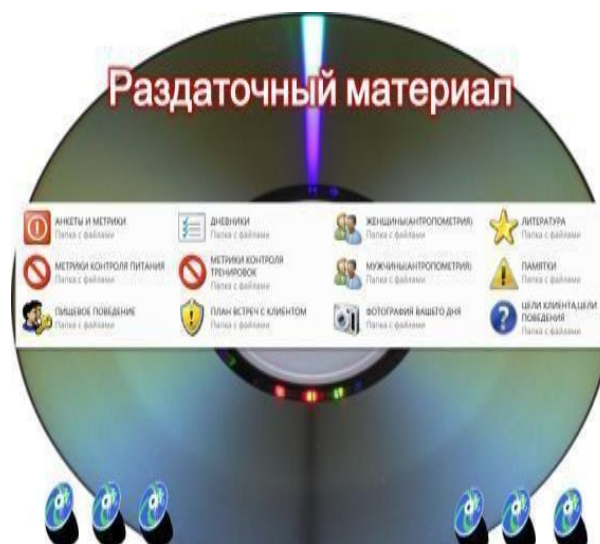 Раздаточный материал
АНКЕТЫ И МЕТРИКИ
Папка с файлами
ДНЕВНИКИ
Папка с файлами
ЖЕНЩИНЫ(АНТРОПОМЕТРИЯ)
Папка с файлами
ЛИТЕРАТУРА
Папка с файлами
МЕТРИКИ КОНТРОЛЯ ПИТАНИЯ
Папка с файлами
МЕТРИКИ КОНТРОЛЯ
ТРЕНИРОВОК
Папка с файлами
МУЖЧИНЫ(АНТРОПОМЕТРИЯ)
Папка с файлами
ПАМЯТКИ
Папка с файлами
ПИЩЕВОЕ ПОВЕДЕНИЕ
Папка с файлами
ПЛАН ВСТРЕЧ С КЛИЕНТОМ
Папка с файлами
ФОТОГРАФИЯ ВАШЕГО ДНЯ
Папка с файлами
ЦЕЛИ КЛИЕНТА,ЦЕЛИ
ПОВЕДЕНИЯ
Папка с файлами